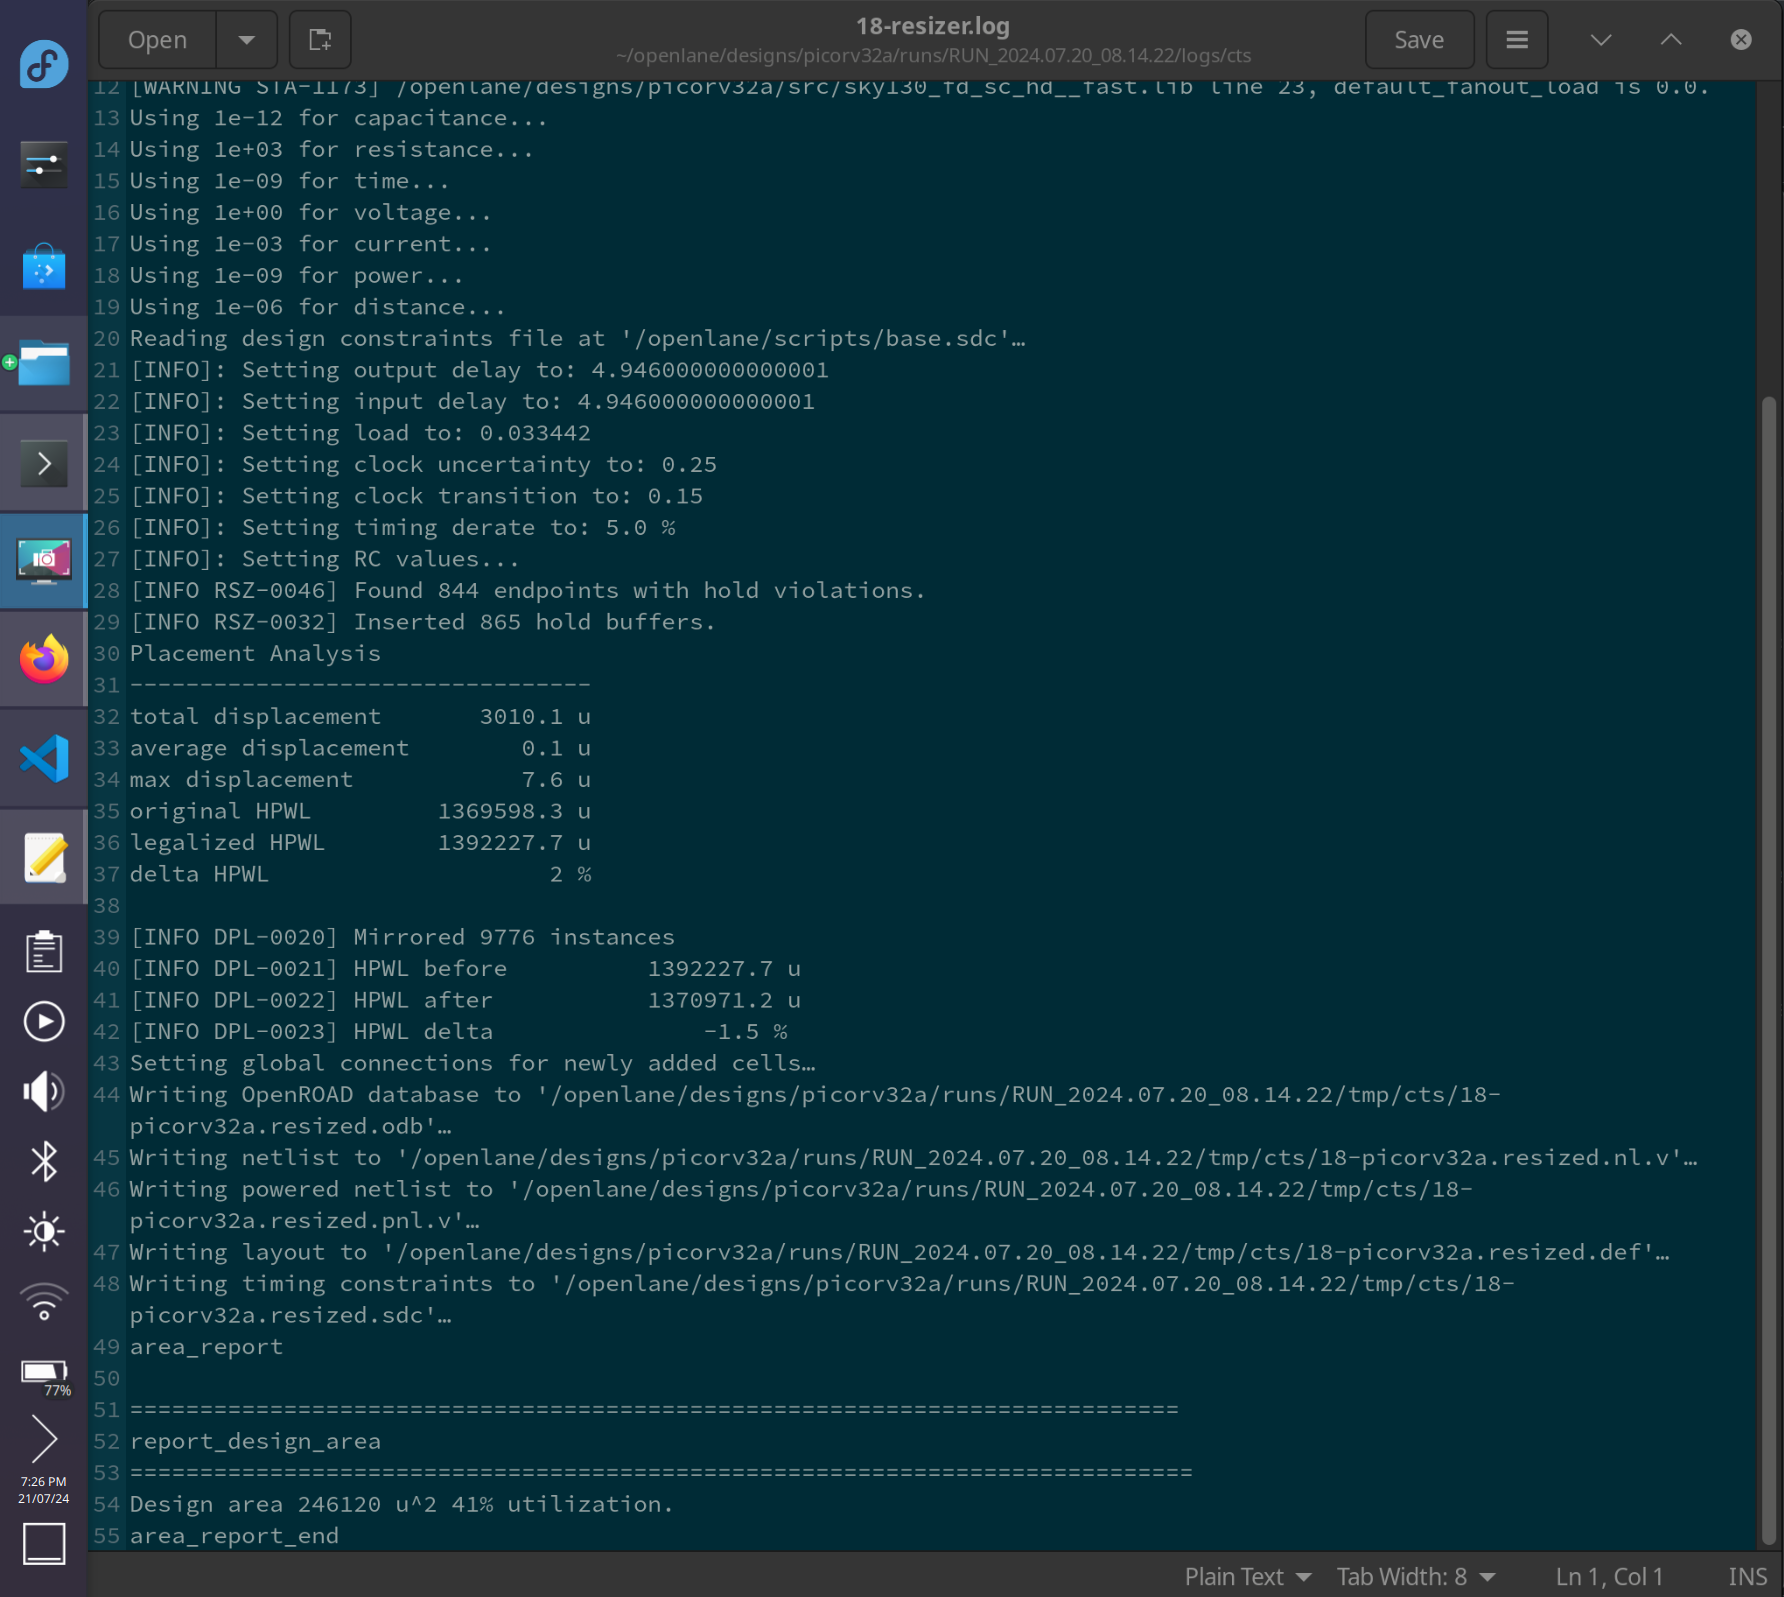 Open
18-resizer.log
~/openlane/designs/picorv32a/runs/RUN_2024.07.20_08.14.22/logs/cts
Save
12 [WARNING STA-1173] /openlane/designs/picorv32a/src/sky130_fd_sc_hd__fast.lib line 23, default_fanout_load is 0.0.
13 Using 1e-12 for capacitance...
14 Using 1e+03 for resistance...
15 Using 1e-09 for time...
16 Using 1e+00 for voltage...
17 Using 1e-03 for current...
18 Using 1e-09 for power...
19 Using 1e-06 for distance...
20 Reading design constraints file at '/openlane/scripts/base.sdc'…
21 [INFO]: Setting output delay to: 4.946000000000001
22 [INFO]: Setting input delay to: 4.946000000000001
23 [INFO]: Setting load to: 0.033442
24 [INFO]: Setting clock uncertainty to: 0.25
25 [INFO]: Setting clock transition to: 0.15
26 [INFO]: Setting timing derate to: 5.0 %
27 [INFO]: Setting RC values...
28 [INFO RSZ-0046] Found 844 endpoints with hold violations.
29 [INFO RSZ-0032] Inserted 865 hold buffers.
30 Placement Analysis
31 ---------------------------------
32 total displacement       3010.1 u
33 average displacement        0.1 u
34 max displacement            7.6 u
35 original HPWL         1369598.3 u
36 legalized HPWL        1392227.7 u
37 delta HPWL                    2 %
38
39 [INFO DPL-0020] Mirrored 9776 instances
40 [INFO DPL-0021] HPWL before          1392227.7 u
41 [INFO DPL-0022] HPWL after           1370971.2 u
42 [INFO DPL-0023] HPWL delta               -1.5 %
43 Setting global connections for newly added cells…
44 Writing OpenROAD database to '/openlane/designs/picorv32a/runs/RUN_2024.07.20_08.14.22/tmp/cts/18-
picorv32a.resized.odb'…
45 Writing netlist to '/openlane/designs/picorv32a/runs/RUN_2024.07.20_08.14.22/tmp/cts/18-picorv32a.resized.nl.v'…
46 Writing powered netlist to '/openlane/designs/picorv32a/runs/RUN_2024.07.20_08.14.22/tmp/cts/18-
picorv32a.resized.pnl.v'…
47 Writing layout to '/openlane/designs/picorv32a/runs/RUN_2024.07.20_08.14.22/tmp/cts/18-picorv32a.resized.def'…
48 Writing timing constraints to '/openlane/designs/picorv32a/runs/RUN_2024.07.20_08.14.22/tmp/cts/18-
picorv32a.resized.sdc'…
49 area_report
50
51 ===========================================================================
52 report_design_area
53 ============================================================================
54 Design area 246120 u^2 41% utilization.
55 area_report_end
77%
7:26 PM
21/07/24
Plain Text
Tab Width: 8
Ln 1, Col 1
INS